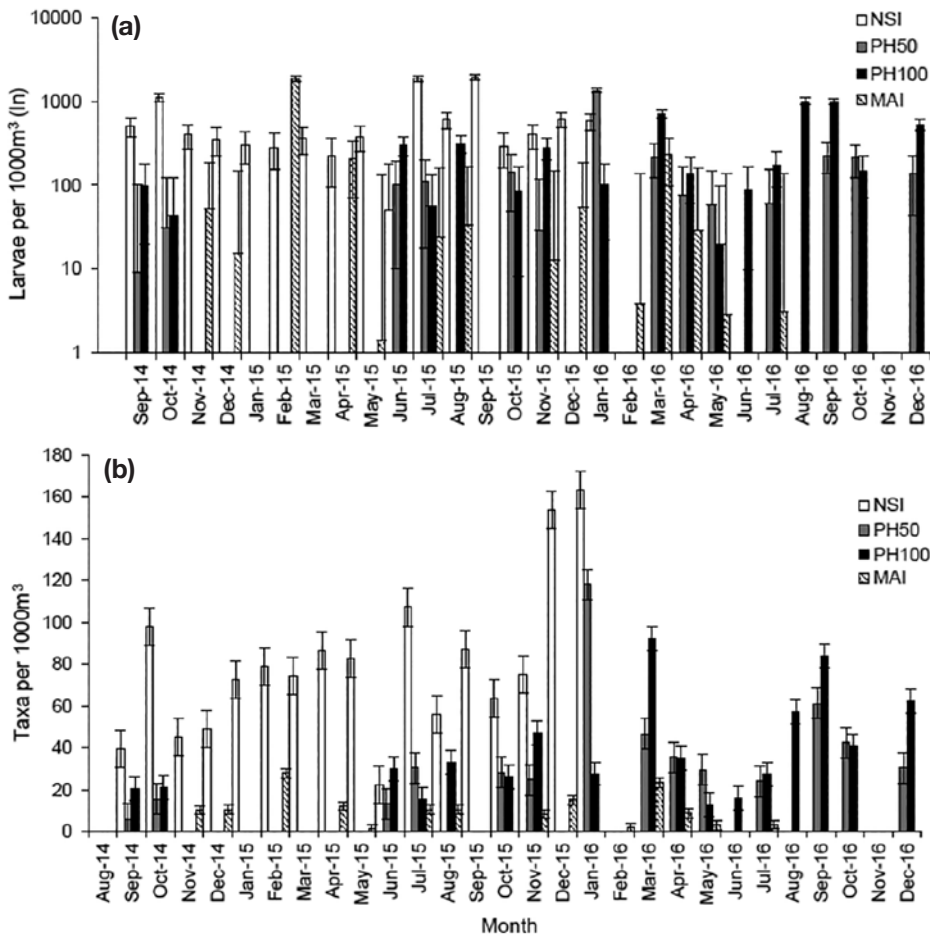 (a)
10000
1000
100
10
1
Larvae per 1000m³ (ln)
NSI
PH50
PH100
MAI
Sep-14
Oct-14
Nov-14
Dec-14
Jan-15
Feb-15
Mar-15
Apr-15
May-15
Jun-15
Jul-15
Aug-15
Sep-15
Oct-15
Nov-15
Dec-15
Jan-16
Feb-16
Mar-16
Apr-16
May-16
Jun-16
Jul-16
Aug-16
Sep-16
Oct-16
Nov-16
Dec-16
(b)
180
160
140
120
100
80
60
40
20
0
Taxa per 1000m³
NSI
PH50
PH100
MAI
Aug-14
Sep-14
Oct-14
Nov-14
Dec-14
Jan-15
Feb-15
Mar-15
Apr-15
May-15
Jun-15
Jul-15
Aug-15
Sep-15
Oct-15
Nov-15
Dec-15
Jan-16
Feb-16
Mar-16
Apr-16
May-16
Jun-16
Jul-16
Aug-16
Sep-16
Oct-16
Nov-16
Dec-16
Month